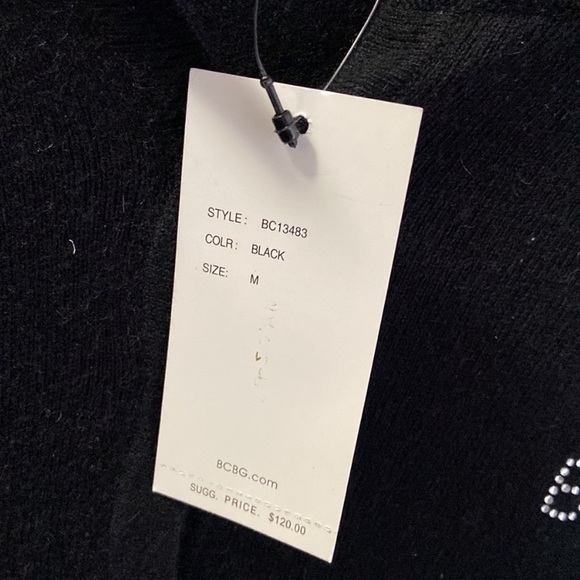 STYLE: BC13483
COLR: BLACK
SIZE: M
BCBG.com
SUGG. PRICE. $120.00